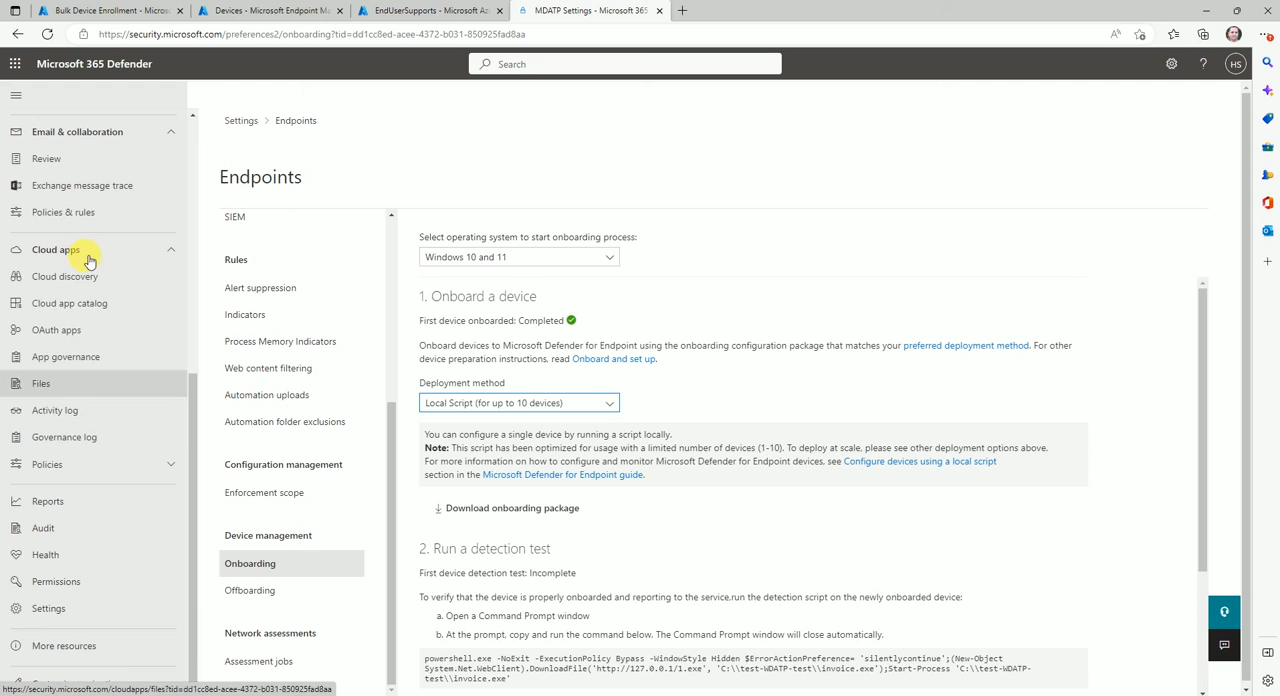 Bulk Device Enrollment - Micros
Devices - Microsoft Endpoint Ma
EndUserSupports - Microsoft Az
MDATP Settings - Microsoft 365
https://security.microsoft.com/preferences2/onboarding?tid=dd1cc8ed-acee-4372-b031-850925fad8aa
Microsoft 365 Defender
Search
HS
Email & collaboration
Review
Exchange message trace
Policies & rules
Cloud apps
Cloud discovery
Cloud app catalog
OAuth apps
App governance
Files
Activity log
Governance log
Policies
Reports
Audit
Health
Permissions
Settings
More resources
https://security.microsoft.com/cloudapps/files?tid=dd1cc8ed-acee-4372-b031-850925fad8aa
Settings > Endpoints
Endpoints
SIEM
Rules
Alert suppression
Indicators
Process Memory Indicators
Web content filtering
Automation uploads
Automation folder exclusions
Configuration management
Enforcement scope
Device management
Onboarding
Offboarding
Network assessments
Assessment jobs
Select operating system to start onboarding process:
Windows 10 and 11
1. Onboard a device
First device onboarded: Completed
Onboard devices to Microsoft Defender for Endpoint using the onboarding configuration package that matches your preferred deployment method. For other
device preparation instructions, read Onboard and set up.
Deployment method
Local Script (for up to 10 devices)
You can configure a single device by running a script locally.
Note: This script has been optimized for usage with a limited number of devices (1-10). To deploy at scale, please see other deployment options above.
For more information on how to configure and monitor Microsoft Defender for Endpoint devices, see Configure devices using a local script
section in the Microsoft Defender for Endpoint guide.
Download onboarding package
2. Run a detection test
First device detection test: Incomplete
To verify that the device is properly onboarded and reporting to the service,run the detection script on the newly onboarded device:
a. Open a Command Prompt window
b. At the prompt, copy and run the command below. The Command Prompt window will close automatically.
powershell.exe -NoExit -ExecutionPolicy Bypass -WindowStyle Hidden $ErrorActionPreference= 'silentlycontinue';(New-Object
System.Net.WebClient).DownloadFile('http://127.0.0.1/1.exe', 'C:\\test-WDATP-test\\invoice.exe');Start-Process 'C:\\test-WDATP-
test\\invoice.exe'